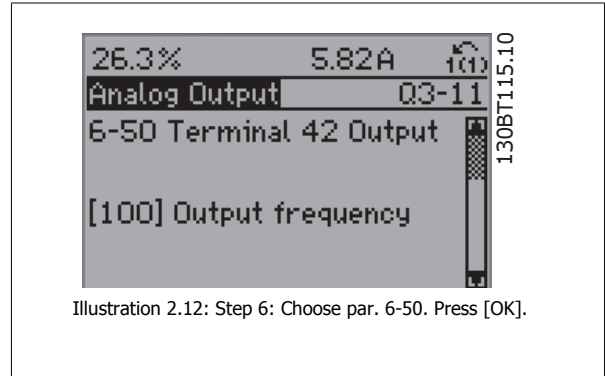 26.3% 5.82A 1(1)
Analog Output Q3-11
6-50 Terminal 42 Output
[100] Output frequency
130BT115.10
Illustration 2.12: Step 6: Choose par. 6-50. Press [OK].